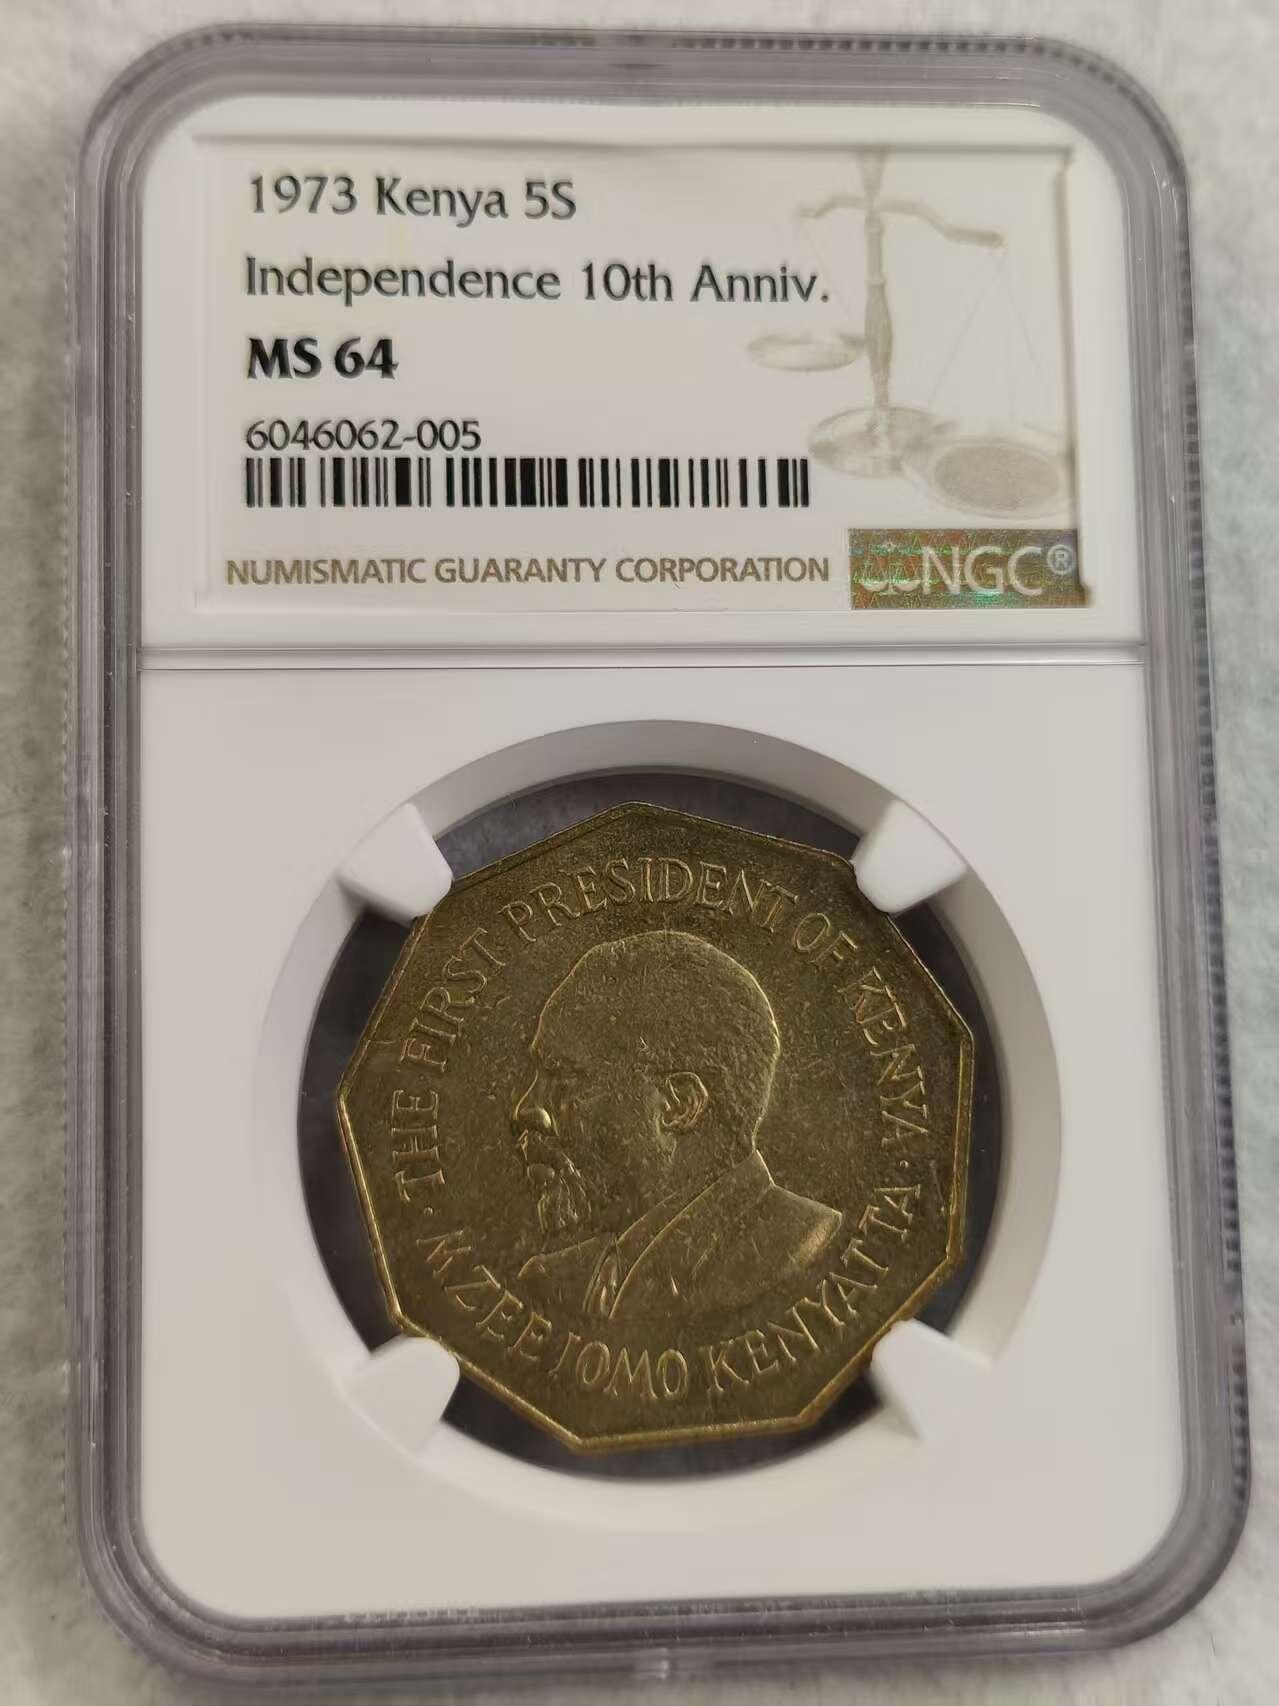 1973 Kenya 5S
Independence 10th Anniv.
MS 64
6046062-005
NUMISMATIC GUARANTY CORPORATION
NGC®
· THE FIRST PRESIDENT OF KENYA ·
MZEE JOMO KENYATTA